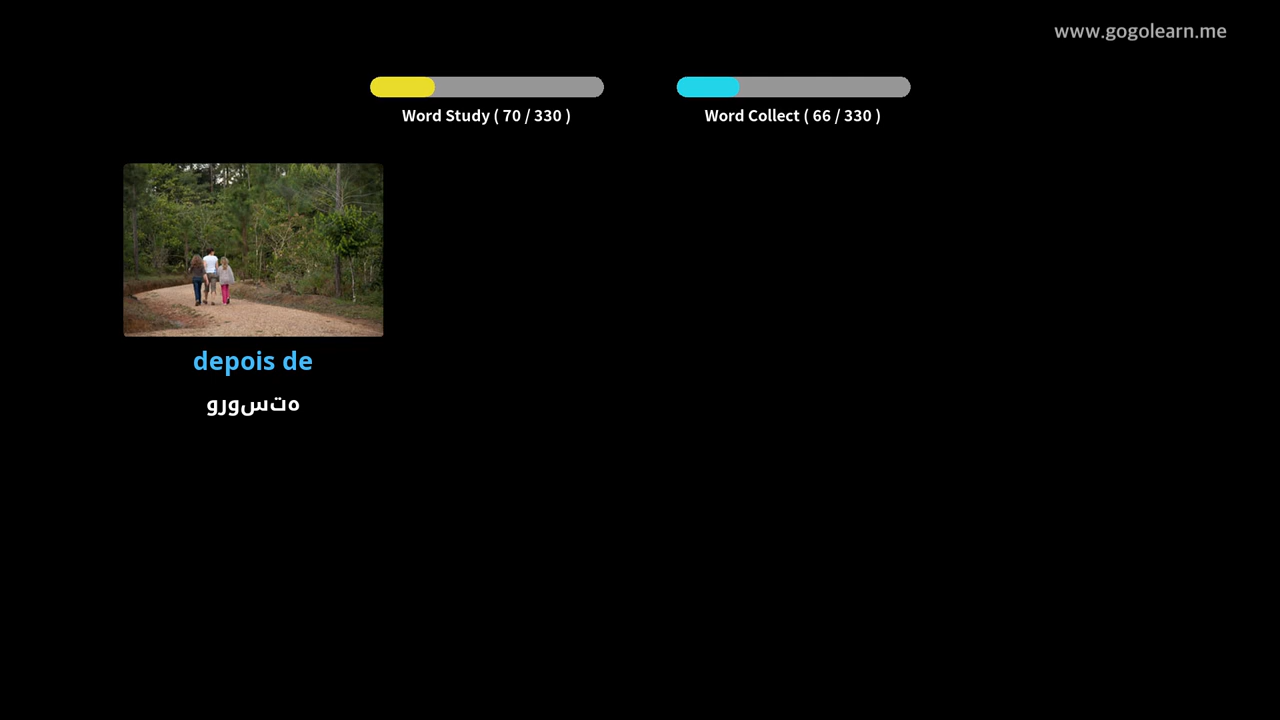 www.gogolearn.me
Word Study ( 70 / 330 )
Word Collect ( 66 / 330 )
depois de
هتسورو